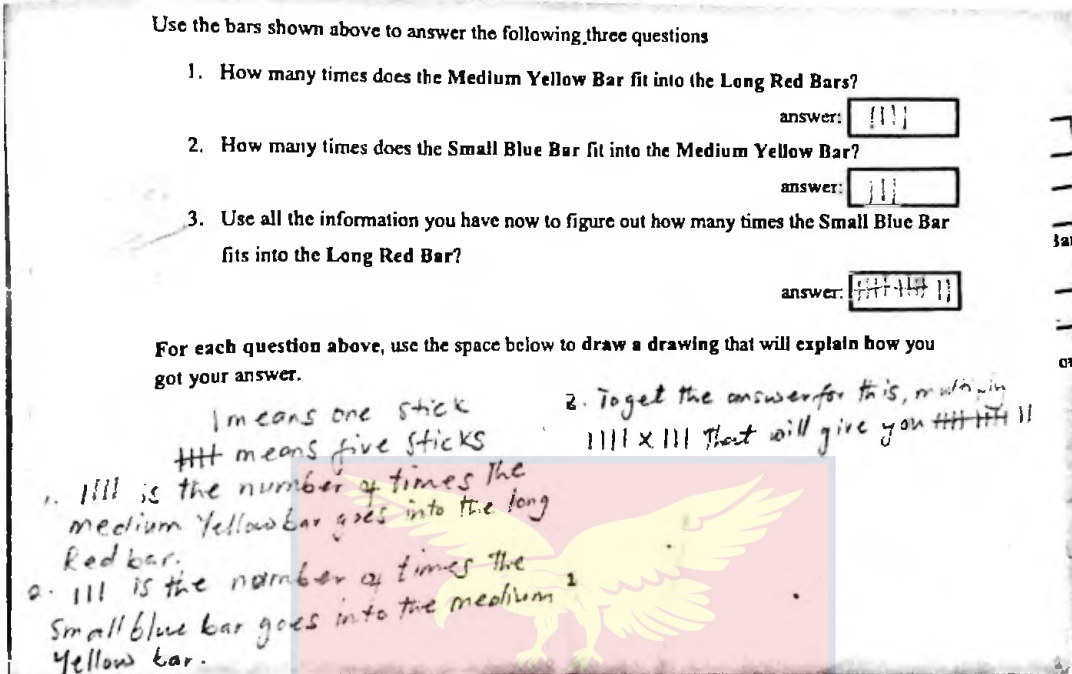 Use the bars shown above to answer the following three questions
1. How many times does the Medium Yellow Bar fit into the Long Red Bars?
answer: ||||
2. How many times does the Small Blue Bar fit into the Medium Yellow Bar?
answer: |||
3. Use all the information you have now to figure out how many times the Small Blue Bar
fits into the Long Red Bar?
answer: 卌 卌 ||
For each question above, use the space below to draw a drawing that will explain how you
got your answer.
| means one stick
卌 means five sticks
1. |||| is the number of times the
medium Yellow bar goes into the long
Red bar.
2. ||| is the number of times the
Small blue bar goes into the medium
Yellow bar.
3. To get the answer for this, multiply
|||| x ||| That will give you 卌 卌 ||
1